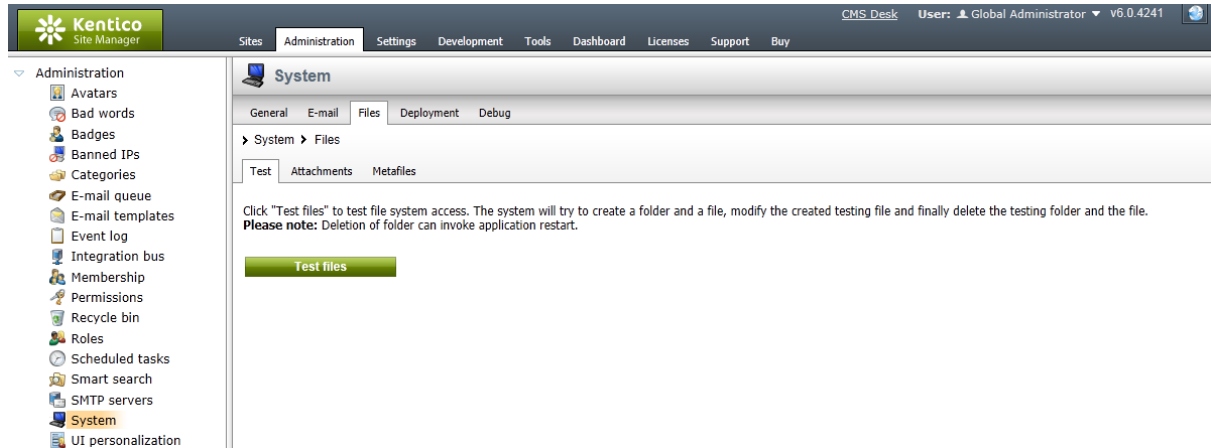 Kentico
Site Manager
CMS Desk User: Global Administrator v6.0.4241
Sites Administration Settings Development Tools Dashboard Licenses Support Buy
Administration
Avatars
Bad words
Badges
Banned IPs
Categories
E-mail queue
E-mail templates
Event log
Integration bus
Membership
Permissions
Recycle bin
Roles
Scheduled tasks
Smart search
SMTP servers
System
UI personalization
System
General E-mail Files Deployment Debug
System Files
Test Attachments Metafiles
Click "Test files" to test file system access. The system will try to create a folder and a file, modify the created testing file and finally delete the testing folder and the file.
Please note: Deletion of folder can invoke application restart.
Test files